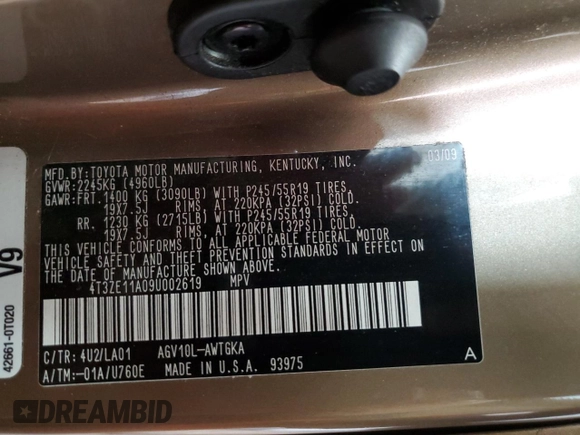 MFD. BY: TOYOTA MOTOR MANUFACTURING, KENTUCKY, INC. 03/09
GVWR: 2245KG (4960LB)
GAWR: FRT. 1400 KG (3090LB) WITH P245/55R19 TIRES,
19X7.5J RIMS, AT 220KPA (32PSI) COLD.
RR. 1230 KG (2715LB) WITH P245/55R19 TIRES,
19X7.5J RIMS, AT 220KPA (32PSI) COLD.
THIS VEHICLE CONFORMS TO ALL APPLICABLE FEDERAL MOTOR
VEHICLE SAFETY AND THEFT PREVENTION STANDARDS IN EFFECT ON
THE DATE OF MANUFACTURE SHOWN ABOVE.
4T3ZE11A09U002619 MPV
C/TR: 4U2/LA01 AGV10L-AWTGKA
A/TM:-01A/U760E MADE IN U.S.A. 93975
A
42661-0T020 V9
DREAMBID